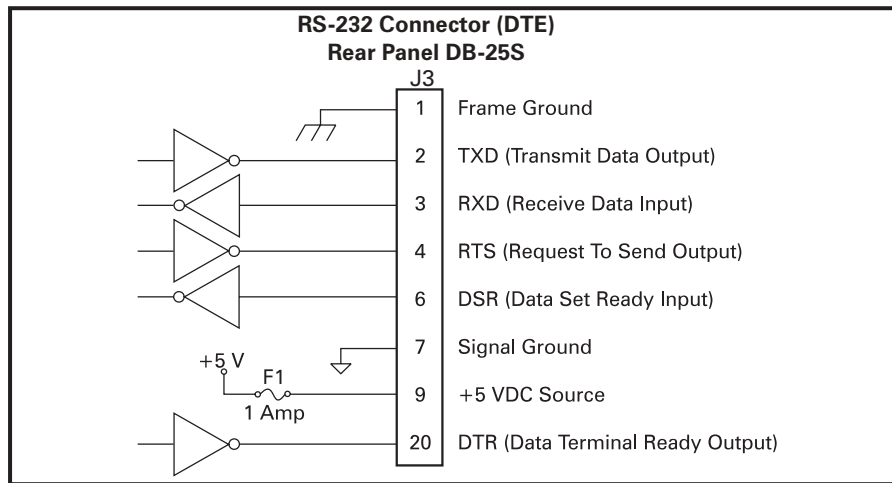 RS-232 Connector (DTE)
Rear Panel DB-25S
J3
1 Frame Ground
2 TXD (Transmit Data Output)
3 RXD (Receive Data Input)
4 RTS (Request To Send Output)
6 DSR (Data Set Ready Input)
7 Signal Ground
+5 V
F1
1 Amp
9 +5 VDC Source
20 DTR (Data Terminal Ready Output)